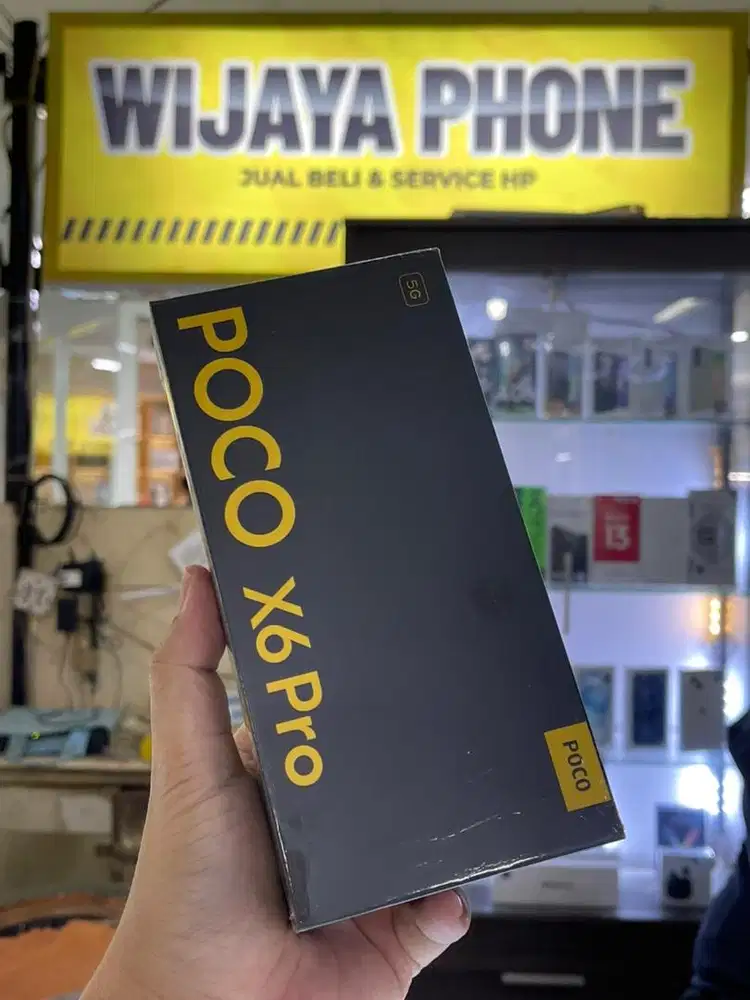 WIJAYA PHONE
JUAL BELI & SERVICE HP
5G
POCO X6 Pro
POCO
13